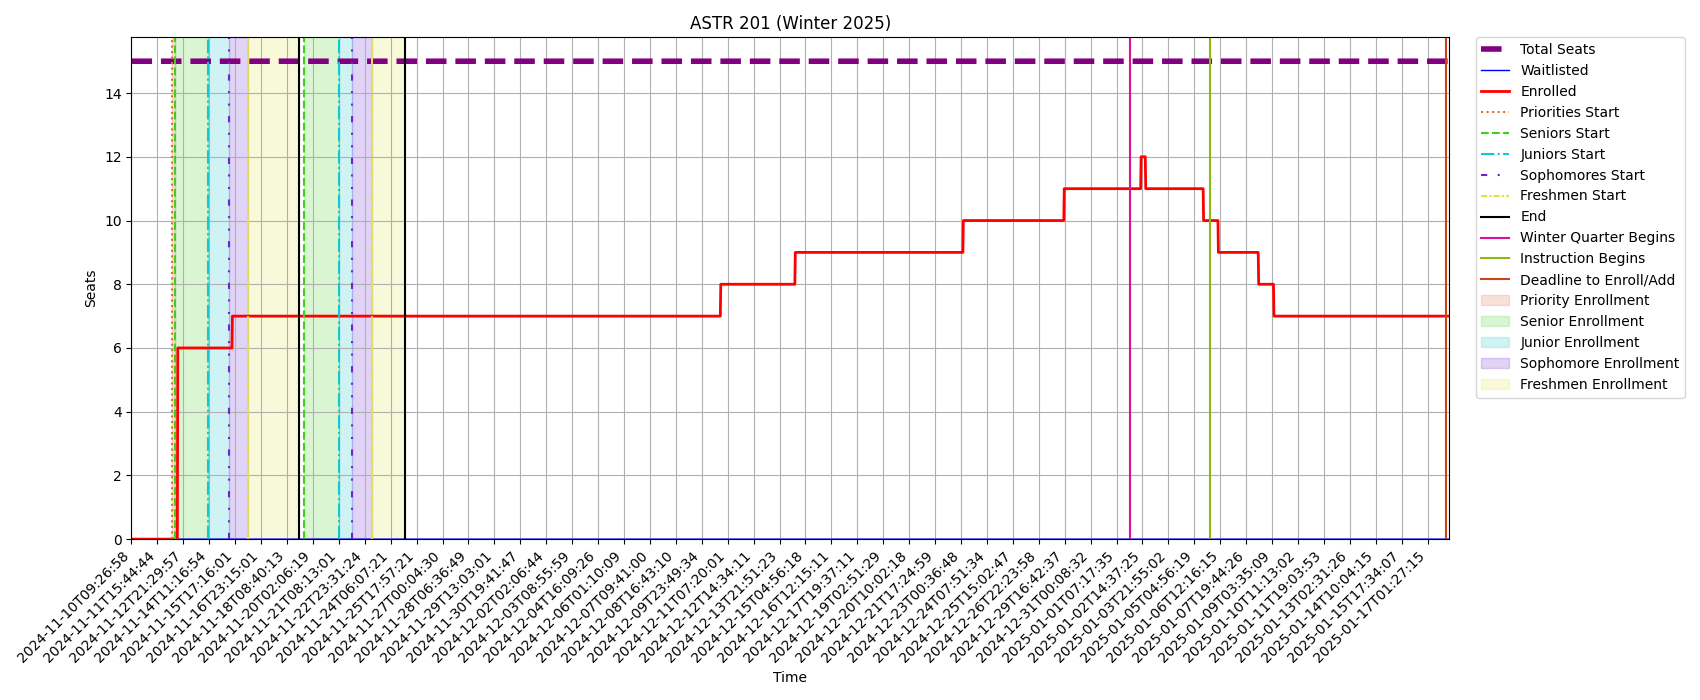 ASTR 201 (Winter 2025)
Seats
14
12
10
8
6
4
2
0
2024-11-10T09:26:58
2024-11-11T15:44:44
2024-11-12T21:29:57
2024-11-14T11:16:54
2024-11-15T17:16:01
2024-11-16T23:15:01
2024-11-18T08:40:13
2024-11-20T02:06:19
2024-11-21T08:13:01
2024-11-22T23:31:24
2024-11-24T06:07:21
2024-11-25T17:57:21
2024-11-27T00:04:30
2024-11-28T06:36:49
2024-11-29T13:03:01
2024-11-30T19:41:47
2024-12-02T02:06:44
2024-12-03T08:55:59
2024-12-04T16:09:26
2024-12-06T01:10:09
2024-12-07T09:41:00
2024-12-08T16:43:10
2024-12-09T23:49:34
2024-12-11T07:20:01
2024-12-12T14:34:11
2024-12-13T21:51:23
2024-12-15T04:56:18
2024-12-16T12:15:11
2024-12-17T19:37:11
2024-12-19T02:51:29
2024-12-20T10:02:18
2024-12-21T17:24:59
2024-12-23T00:36:48
2024-12-24T07:51:34
2024-12-25T15:02:47
2024-12-26T22:23:58
2024-12-29T16:42:37
2024-12-31T00:08:32
2025-01-01T07:17:35
2025-01-02T14:37:25
2025-01-03T21:55:02
2025-01-05T04:56:19
2025-01-06T12:16:15
2025-01-07T19:44:26
2025-01-09T03:35:09
2025-01-10T11:13:02
2025-01-11T19:03:53
2025-01-13T02:31:26
2025-01-14T10:04:15
2025-01-15T17:34:07
2025-01-17T01:27:15
Time
Total Seats
Waitlisted
Enrolled
Priorities Start
Seniors Start
Juniors Start
Sophomores Start
Freshmen Start
End
Winter Quarter Begins
Instruction Begins
Deadline to Enroll/Add
Priority Enrollment
Senior Enrollment
Junior Enrollment
Sophomore Enrollment
Freshmen Enrollment